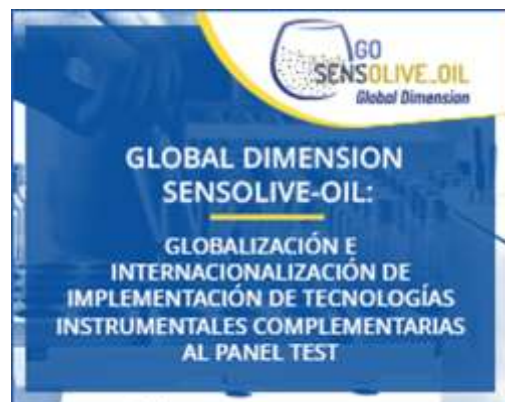 GO
SENSOLIVE_OIL
Global Dimension
GLOBAL DIMENSION
SENSOLIVE-OIL:
GLOBALIZACIÓN E
INTERNACIONALIZACIÓN DE
IMPLEMENTACIÓN DE TECNOLOGÍAS
INSTRUMENTALES COMPLEMENTARIAS
AL PANEL TEST